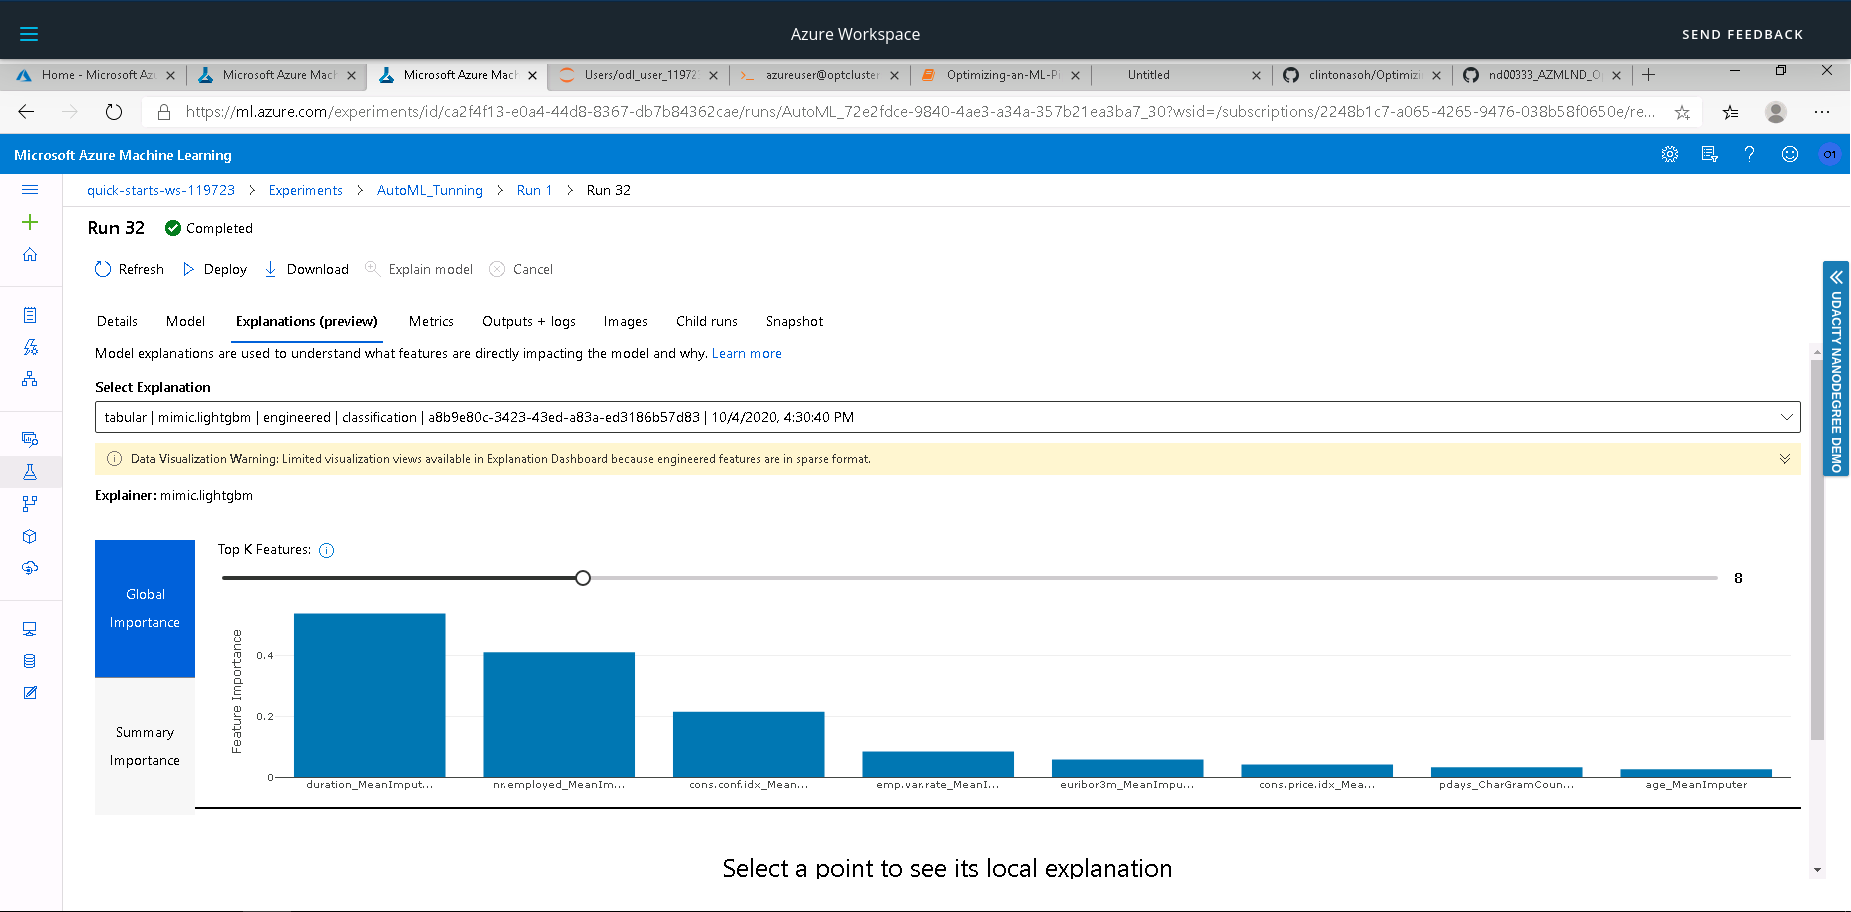 Azure Workspace
SEND FEEDBACK
Home - Microsoft Azu
Microsoft Azure Mach
Microsoft Azure Mach
Users/odl_user_11972
azureuser@optcluster
Optimizing-an-ML-Pi
Untitled
clintonasoh/Optimizi
nd00333_AZMLND_O
https://ml.azure.com/experiments/id/ca2f4f13-e0a4-44d8-8367-db7b84362cae/runs/AutoML_72e2fdce-9840-4ae3-a34a-357b21ea3ba7_30?wsid=/subscriptions/2248b1c7-a065-4265-9476-038b58f0650e/re...
Microsoft Azure Machine Learning
O1
quick-starts-ws-119723 > Experiments > AutoML_Tunning > Run 1 > Run 32
Run 32 Completed
Refresh Deploy Download Explain model Cancel
Details Model Explanations (preview) Metrics Outputs + logs Images Child runs Snapshot
Model explanations are used to understand what features are directly impacting the model and why. Learn more
Select Explanation
tabular | mimic.lightgbm | engineered | classification | a8b9e80c-3423-43ed-a83a-ed3186b57d83 | 10/4/2020, 4:30:40 PM
Data Visualization Warning: Limited visualization views available in Explanation Dashboard because engineered features are in sparse format.
Explainer: mimic.lightgbm
UDACITY NANODEGREE DEMO
Global
Importance
Summary
Importance
Top K Features:
8
Feature Importance
0.4
0.2
0
duration_MeanImput...
nr.employed_MeanIm...
cons.conf.idx_Mean...
emp.var.rate_MeanI...
euribor3m_MeanImpu...
cons.price.idx_Mea...
pdays_CharGramCoun...
age_MeanImputer
Select a point to see its local explanation